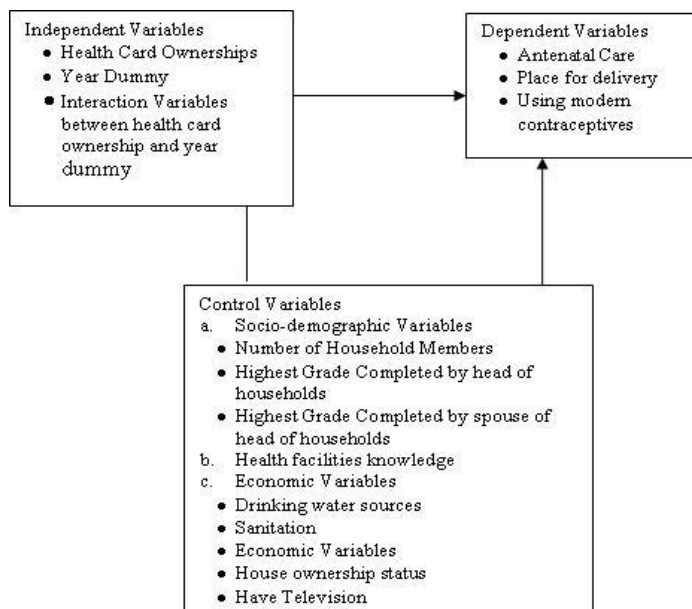 Independent Variables
● Health Card Ownerships
● Year Dummy
● Interaction Variables
between health card
ownership and year
dummy
Dependent Variables
● Antenatal Care
● Place for delivery
● Using modern
contraceptives
Control Variables
a. Socio-demographic Variables
● Number of Household Members
● Highest Grade Completed by head of
households
● Highest Grade Completed by spouse of
head of households
b. Health facilities knowledge
c. Economic Variables
● Drinking water sources
● Sanitation
● Economic Variables
● House ownership status
● Have Television